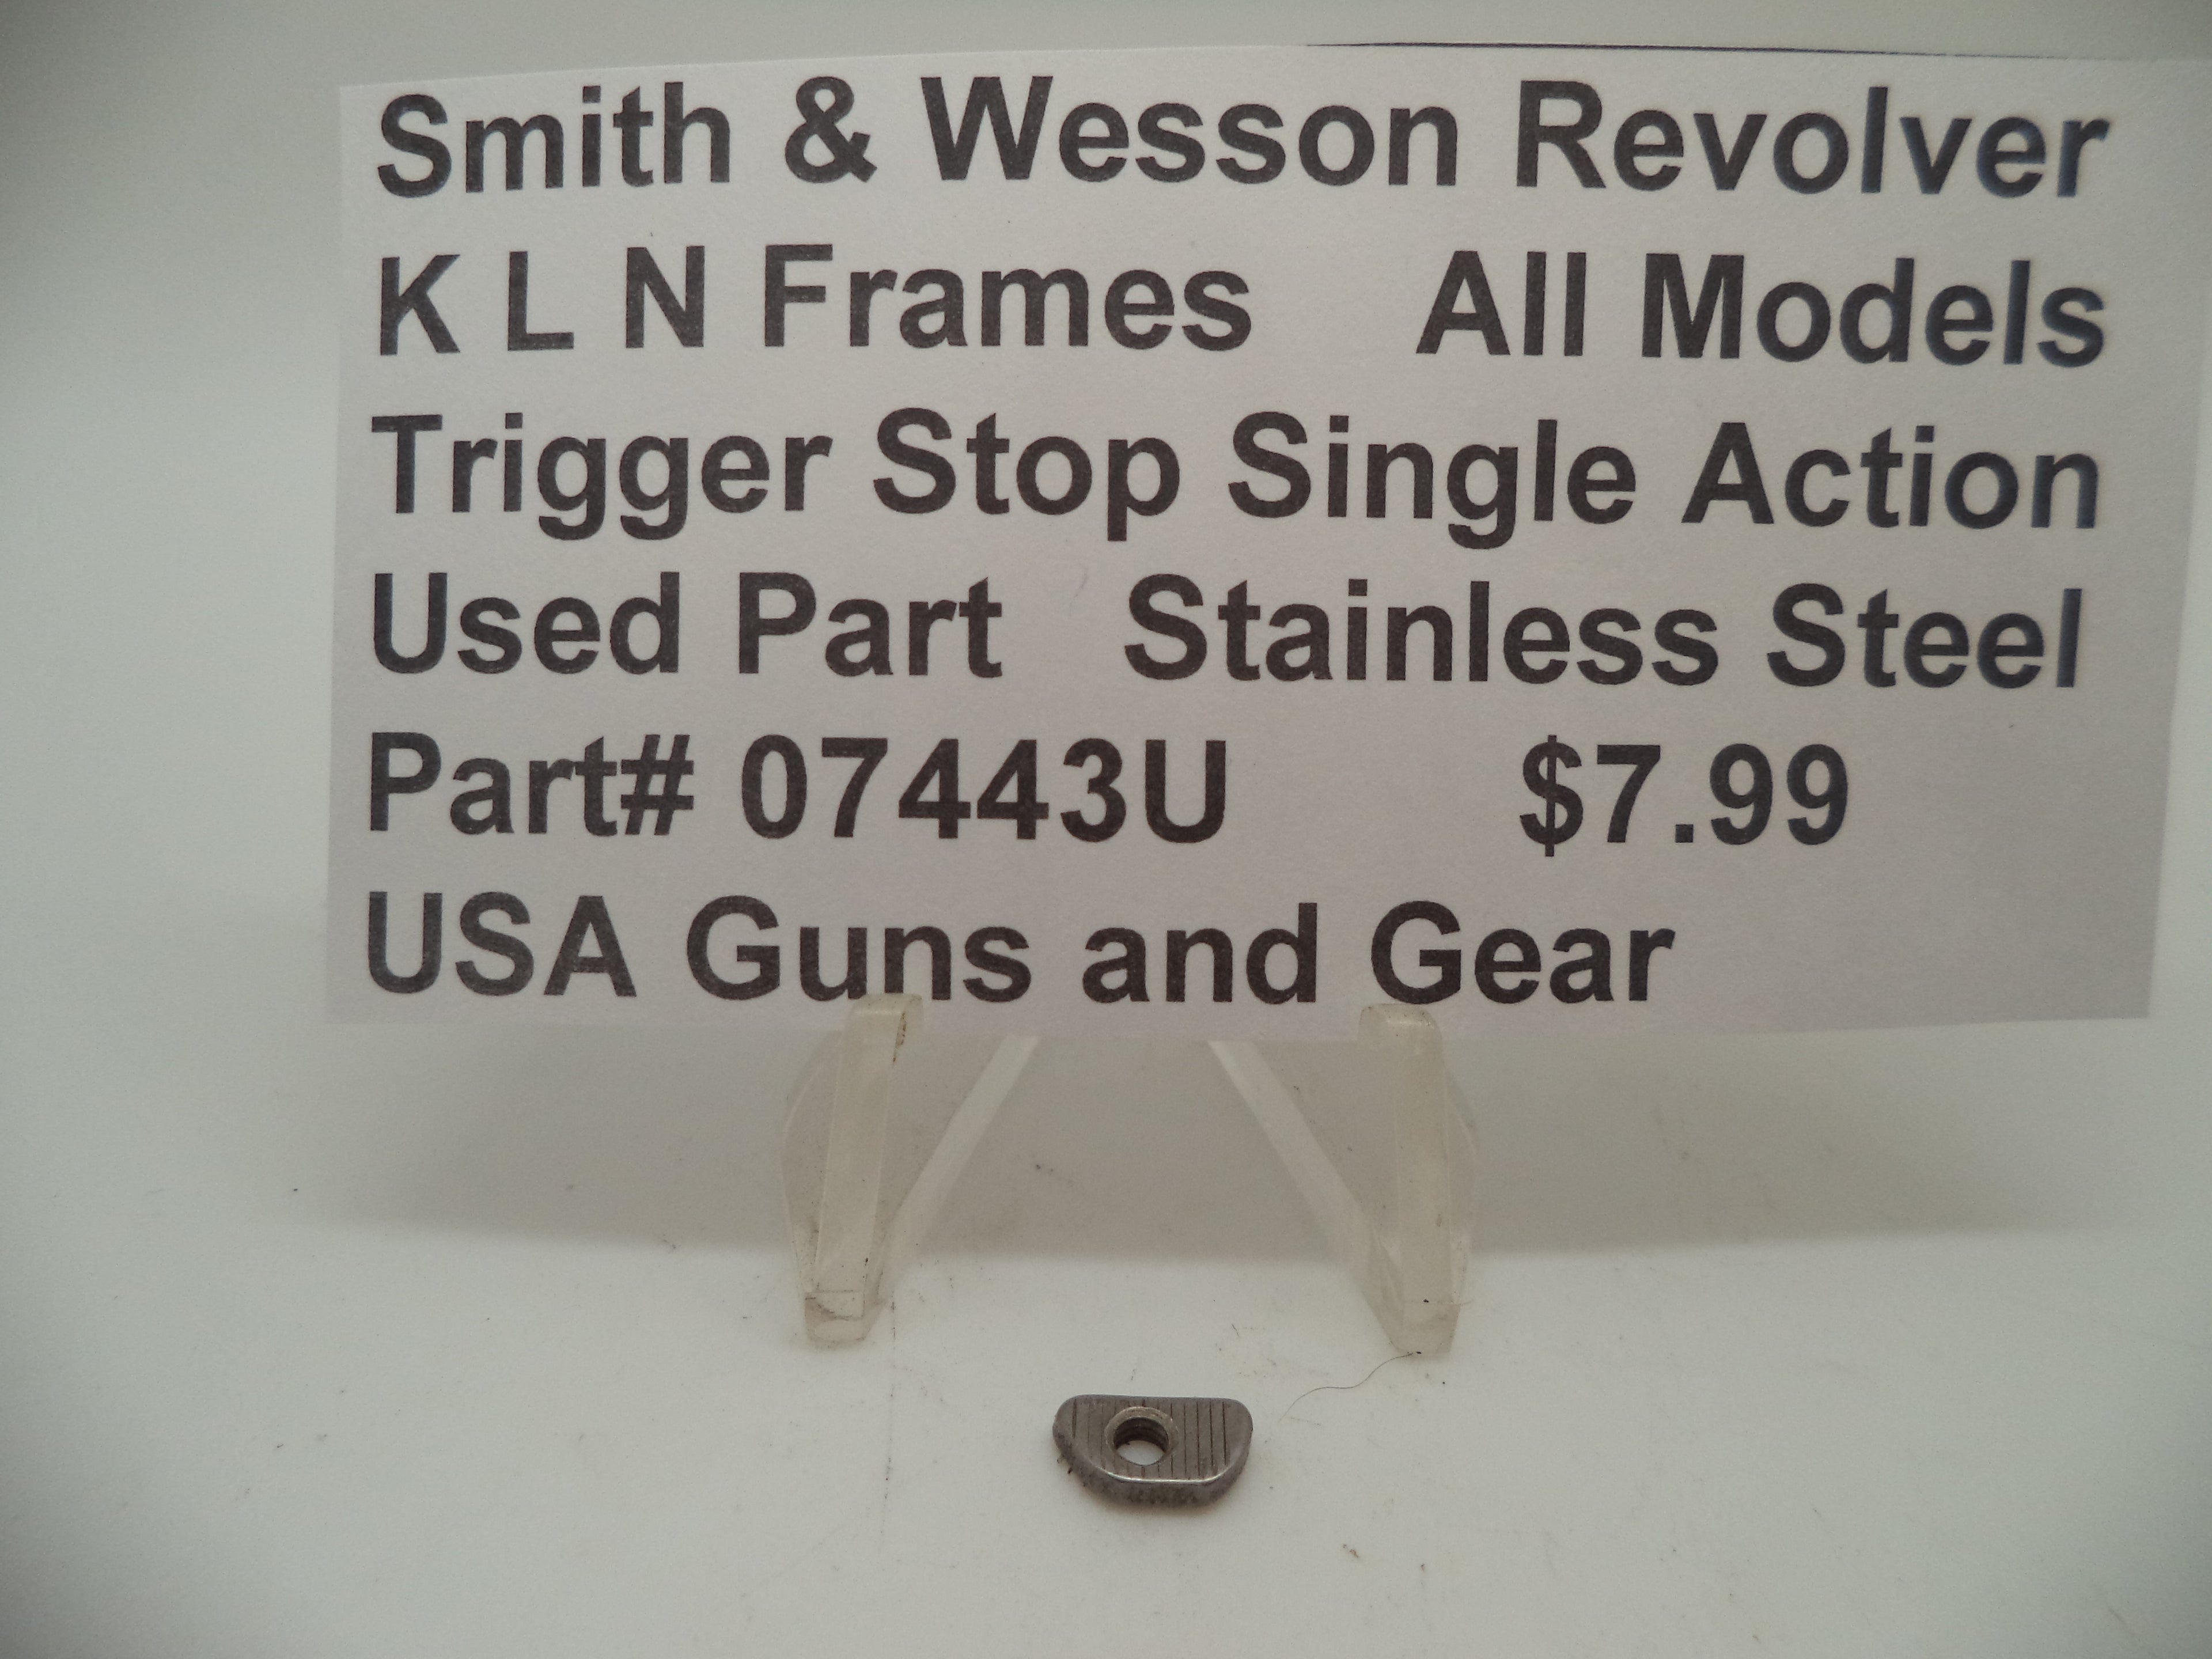 Smith & Wesson Revolver
K L N Frames All Models
Trigger Stop Single Action
Used Part Stainless Steel
Part# 07443U $7.99
USA Guns and Gear